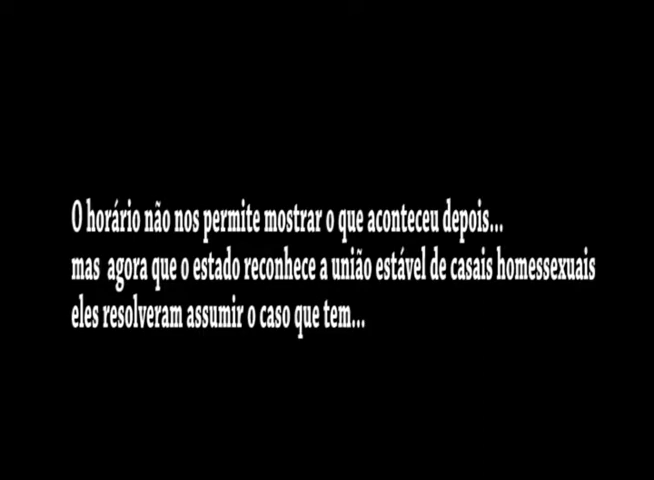 O horário não nos permite mostrar o que aconteceu depois...
mas agora que o estado reconhece a união estável de casais homessexuais
eles resolveram assumir o caso que tem...